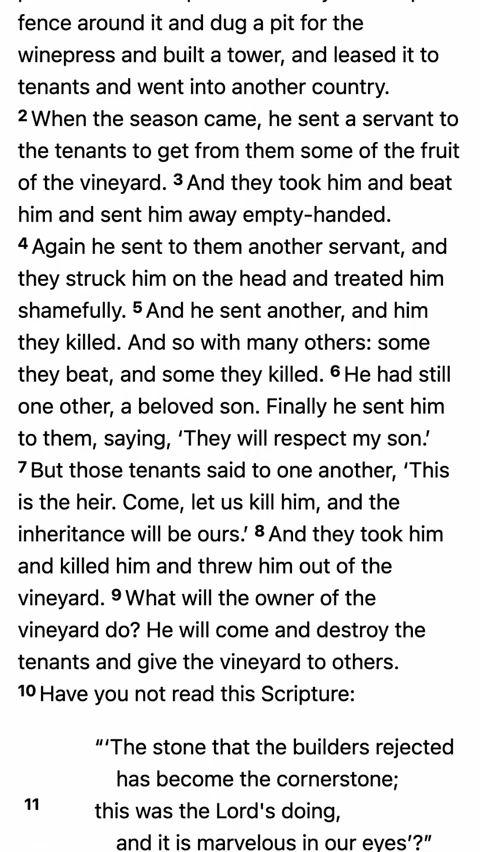 fence around it and dug a pit for the
winepress and built a tower, and leased it to
tenants and went into another country.
2 When the season came, he sent a servant to
the tenants to get from them some of the fruit
of the vineyard. 3 And they took him and beat
him and sent him away empty-handed.
4 Again he sent to them another servant, and
they struck him on the head and treated him
shamefully. 5 And he sent another, and him
they killed. And so with many others: some
they beat, and some they killed. 6 He had still
one other, a beloved son. Finally he sent him
to them, saying, ‘They will respect my son.’
7 But those tenants said to one another, ‘This
is the heir. Come, let us kill him, and the
inheritance will be ours.’ 8 And they took him
and killed him and threw him out of the
vineyard. 9 What will the owner of the
vineyard do? He will come and destroy the
tenants and give the vineyard to others.
10 Have you not read this Scripture:
“‘The stone that the builders rejected
has become the cornerstone;
11 this was the Lord's doing,
and it is marvelous in our eyes’?”